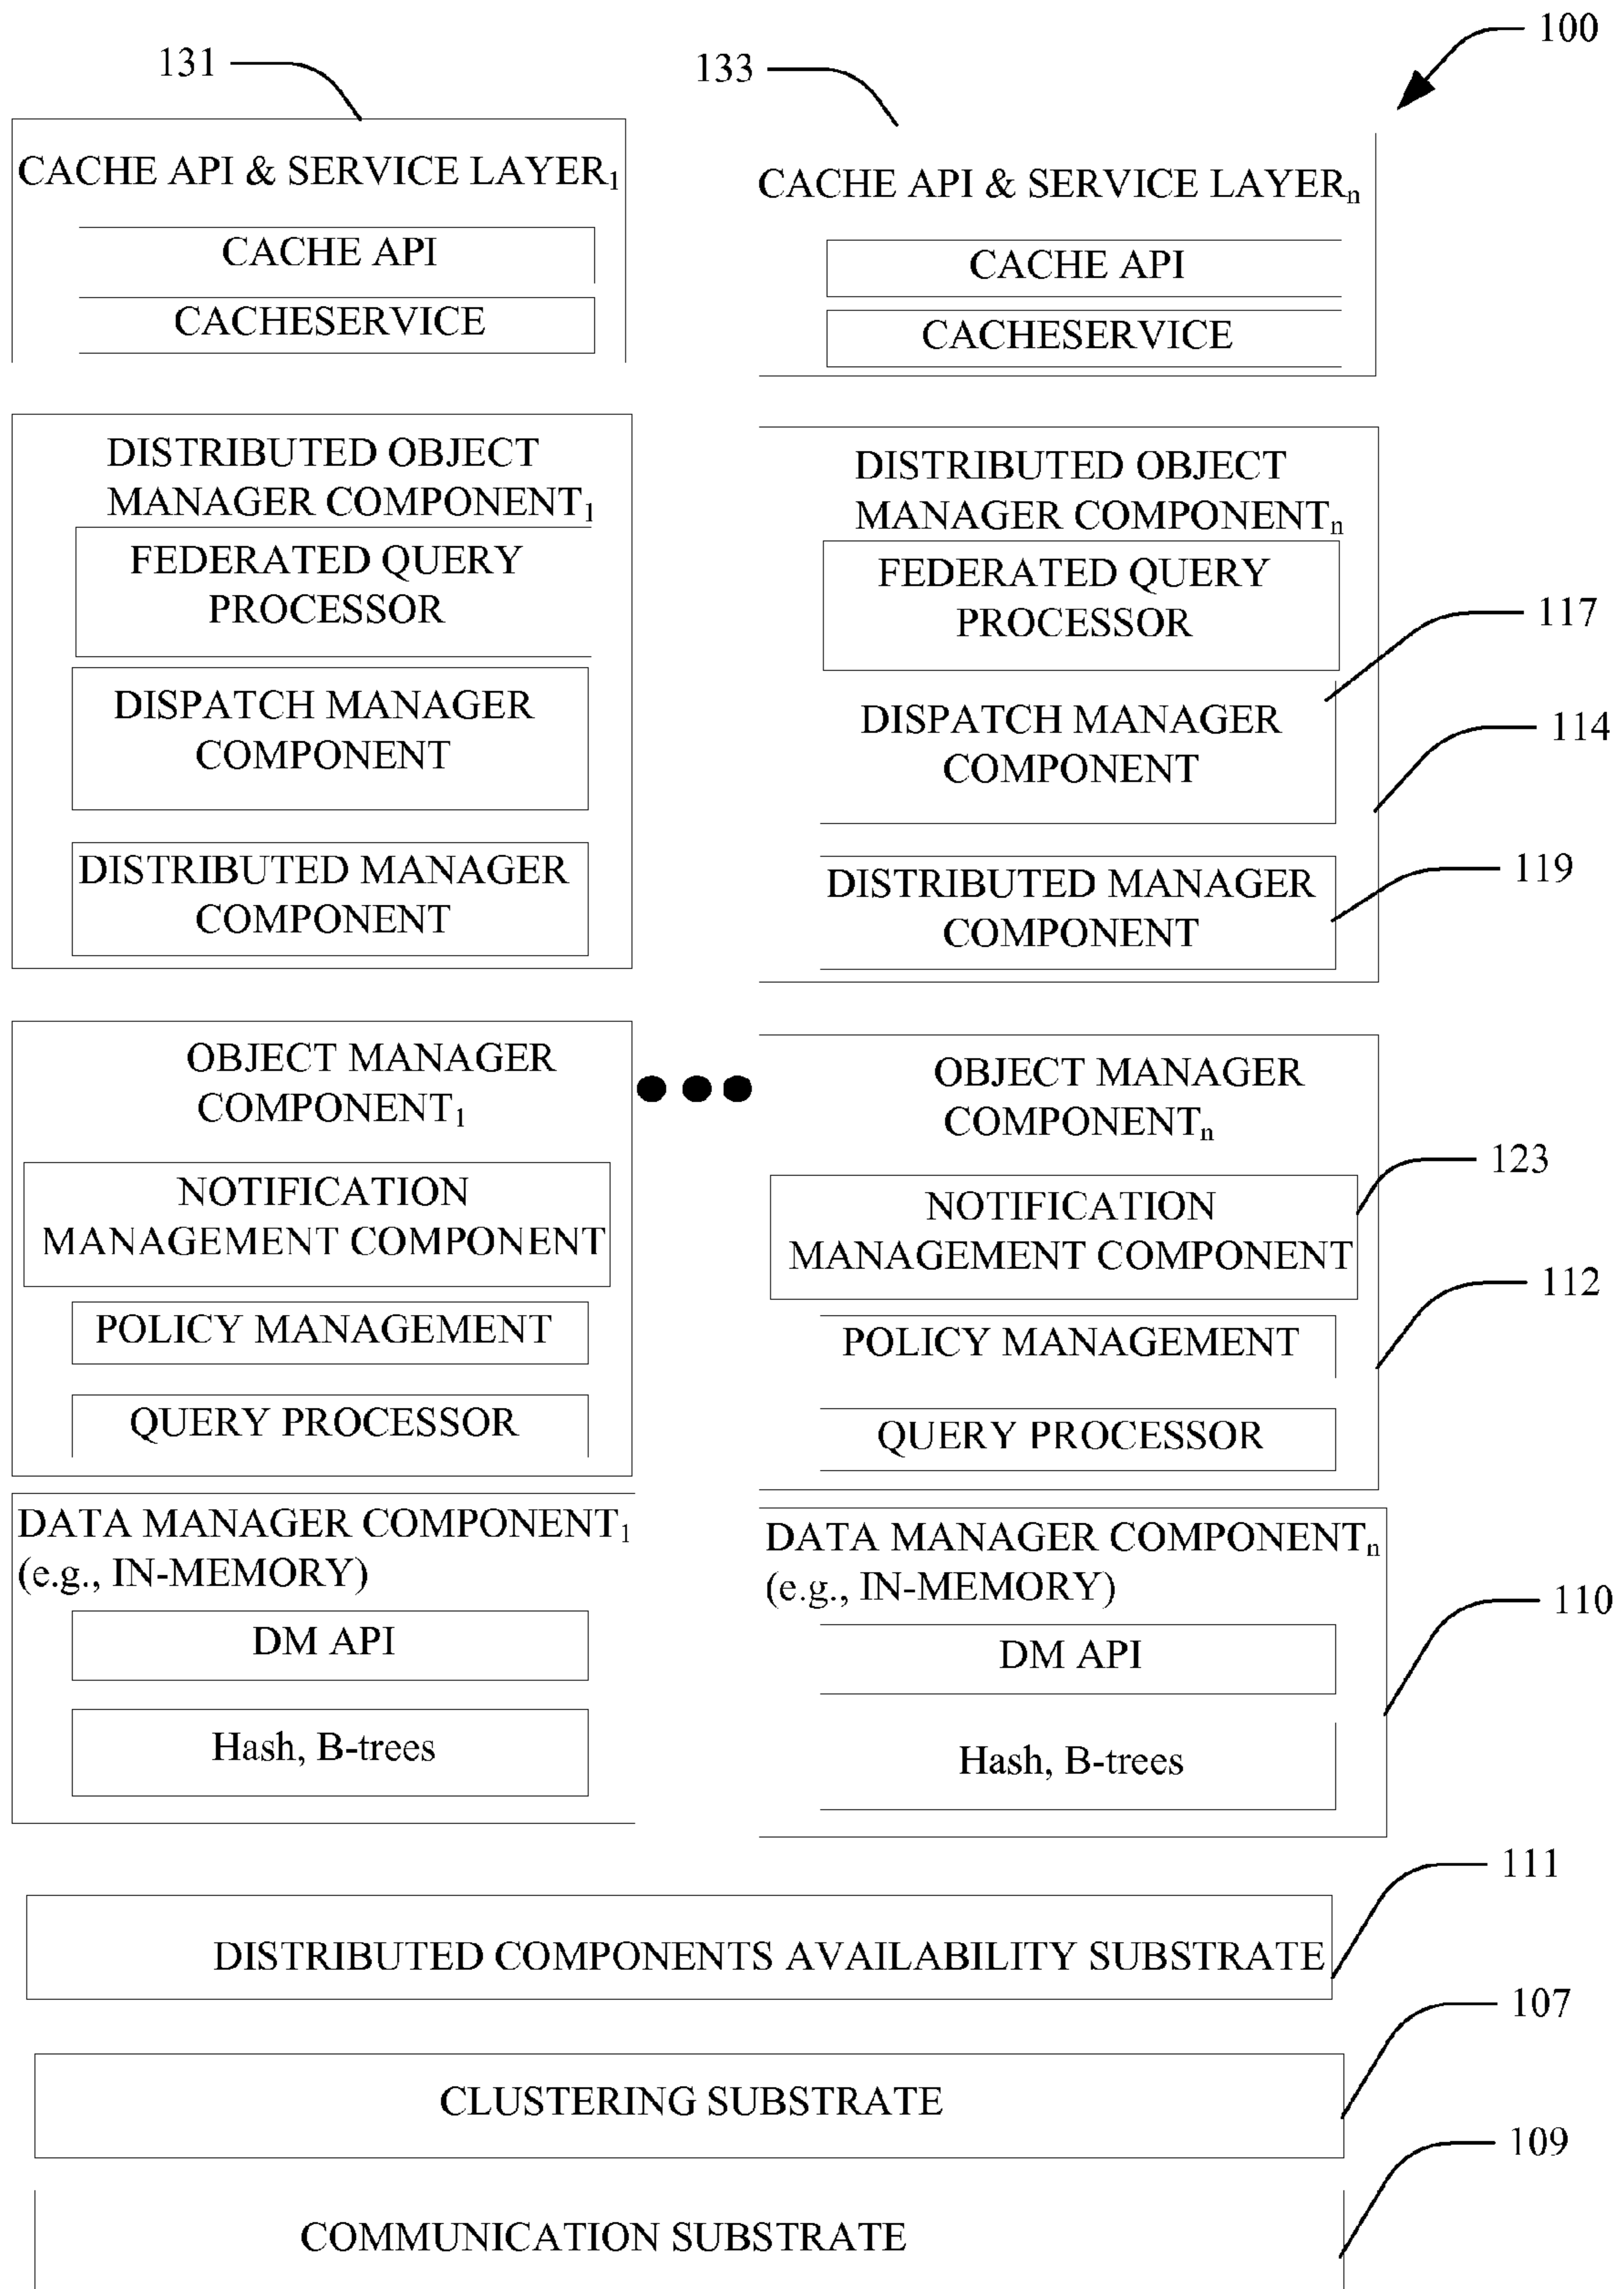 100
131
133
CACHE API & SERVICE LAYER₁
CACHE API
CACHESERVICE
CACHE API & SERVICE LAYERₙ
CACHE API
CACHESERVICE
DISTRIBUTED OBJECT
MANAGER COMPONENT₁
FEDERATED QUERY
PROCESSOR
DISPATCH MANAGER
COMPONENT
DISTRIBUTED MANAGER
COMPONENT
DISTRIBUTED OBJECT
MANAGER COMPONENTₙ
FEDERATED QUERY
PROCESSOR
DISPATCH MANAGER
COMPONENT
DISTRIBUTED MANAGER
COMPONENT
117
114
119
OBJECT MANAGER
COMPONENT₁
NOTIFICATION
MANAGEMENT COMPONENT
POLICY MANAGEMENT
QUERY PROCESSOR
OBJECT MANAGER
COMPONENTₙ
NOTIFICATION
MANAGEMENT COMPONENT
POLICY MANAGEMENT
QUERY PROCESSOR
123
112
DATA MANAGER COMPONENT₁
(e.g., IN-MEMORY)
DM API
Hash, B-trees
DATA MANAGER COMPONENTₙ
(e.g., IN-MEMORY)
DM API
Hash, B-trees
110
111
DISTRIBUTED COMPONENTS AVAILABILITY SUBSTRATE
107
CLUSTERING SUBSTRATE
109
COMMUNICATION SUBSTRATE